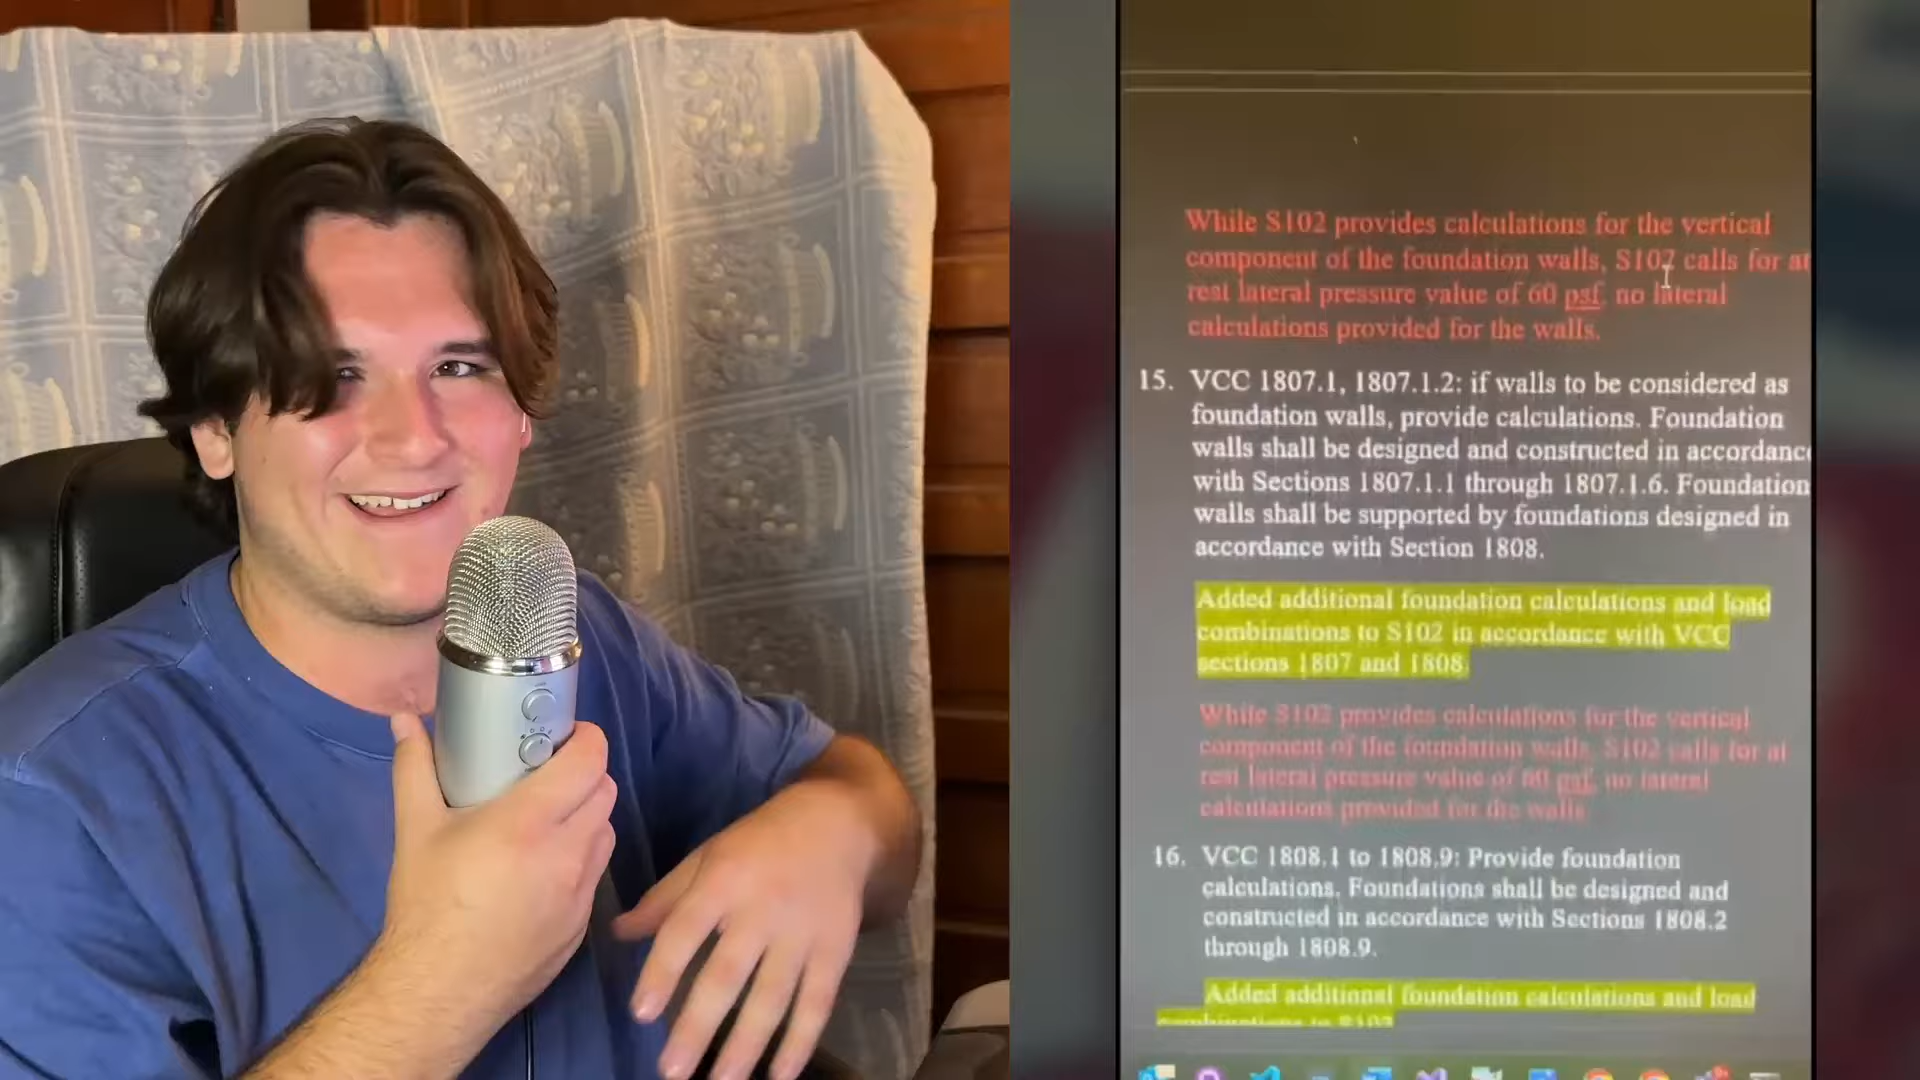 While S102 provides calculations for the vertical
component of the foundation walls, S102 calls for at
rest lateral pressure value of 60 psf, no lateral
calculations provided for the walls.
15. VCC 1807.1, 1807.1.2: if walls to be considered as
foundation walls, provide calculations. Foundation
walls shall be designed and constructed in accordance
with Sections 1807.1.1 through 1807.1.6. Foundation
walls shall be supported by foundations designed in
accordance with Section 1808.
Added additional foundation calculations and load
combinations to S102 in accordance with VCC
sections 1807 and 1808.
While S102 provides calculations for the vertical
component of the foundation walls, S102 calls for at
rest lateral pressure value of 60 psf, no lateral
calculations provided for the walls
16. VCC 1808.1 to 1808.9: Provide foundation
calculations. Foundations shall be designed and
constructed in accordance with Sections 1808.2
through 1808.9.
Added additional foundation calculations and load
combinations to S102